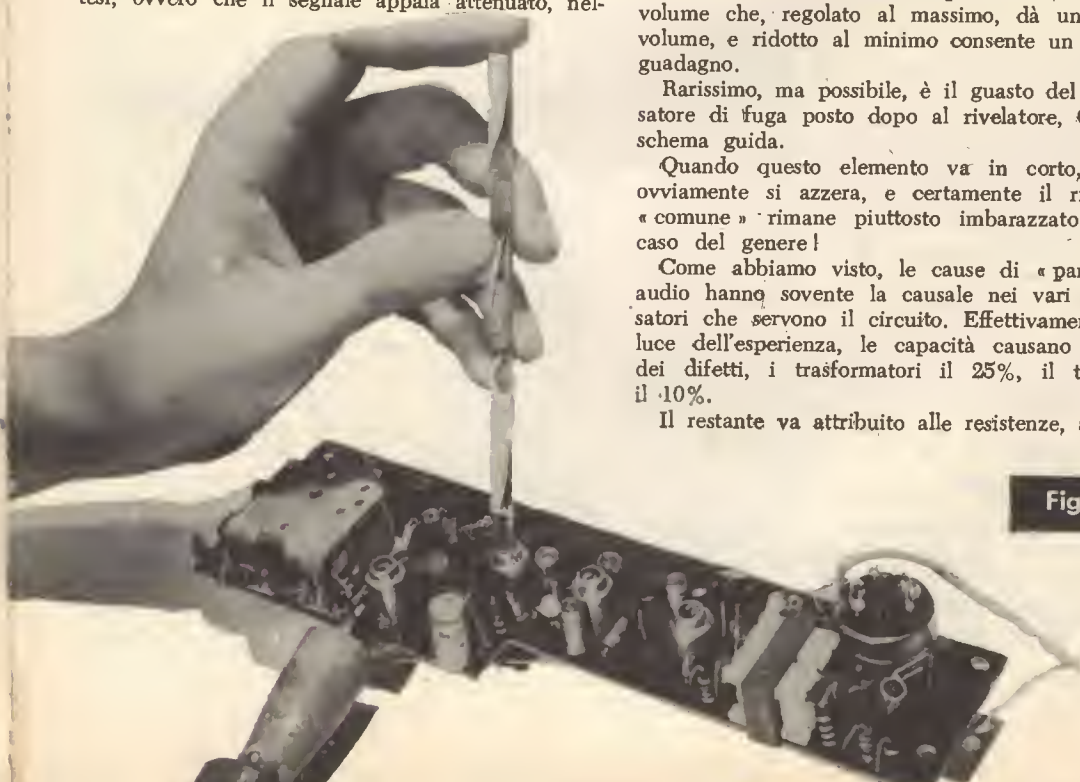 tesi, ovvero che il segnale appaia attenuato, nel-
volume che, regolato al massimo, dà un
volume, e ridotto al minimo consente un
guadagno.
Rarissimo, ma possibile, è il guasto del
satore di fuga posto dopo al rivelatore,
schema guida.
Quando questo elemento va in corto,
ovviamente si azzera, e certamente il
« comune » rimane piuttosto imbarazzato
caso del genere!
Come abbiamo visto, le cause di «
audio hanno sovente la causale nei vari
satori che servono il circuito. Effettivame
luce dell'esperienza, le capacità causano
dei difetti, i trasformatori il 25%, il
il 10%.
Il restante va attribuito alle resistenze,
Fig